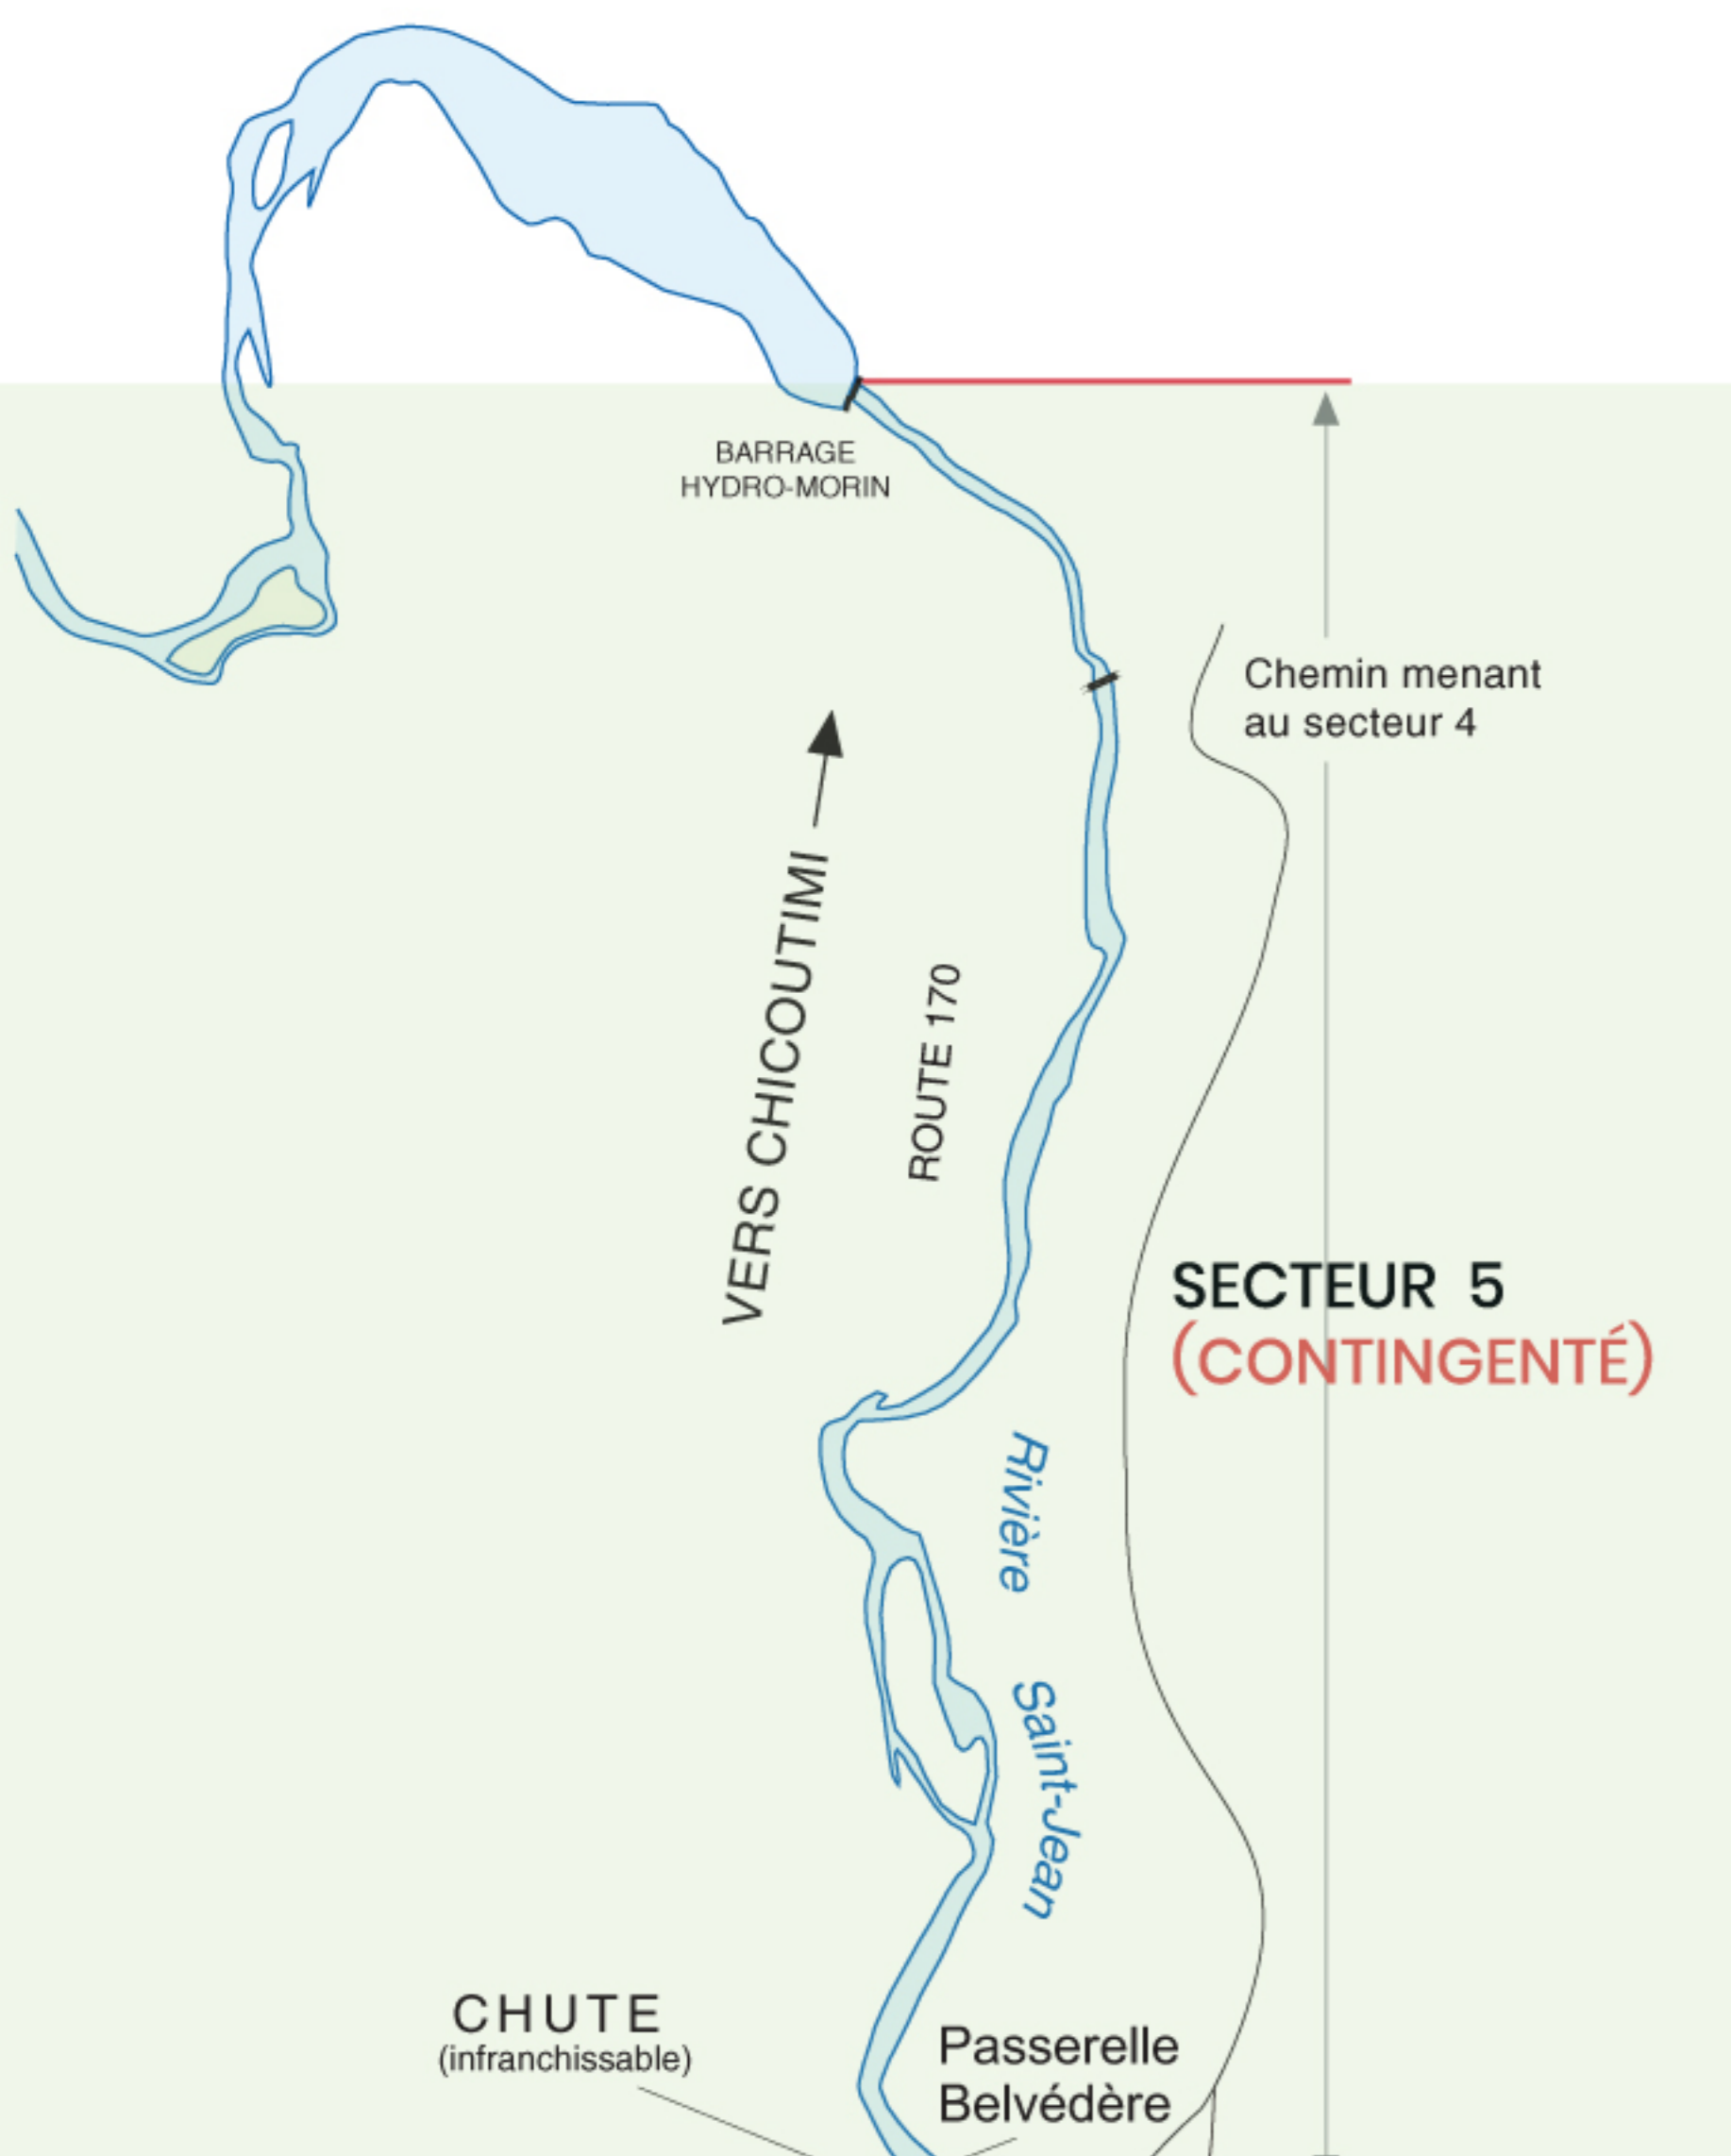 BARRAGE
HYDRO-MORIN
Chemin menant
au secteur 4
VERS CHICOUTIMI
ROUTE 170
SECTEUR 5
(CONTINGENTÉ)
Rivière
Saint-Jean
CHUTE
(infranchissable)
Passerelle
Belvédère